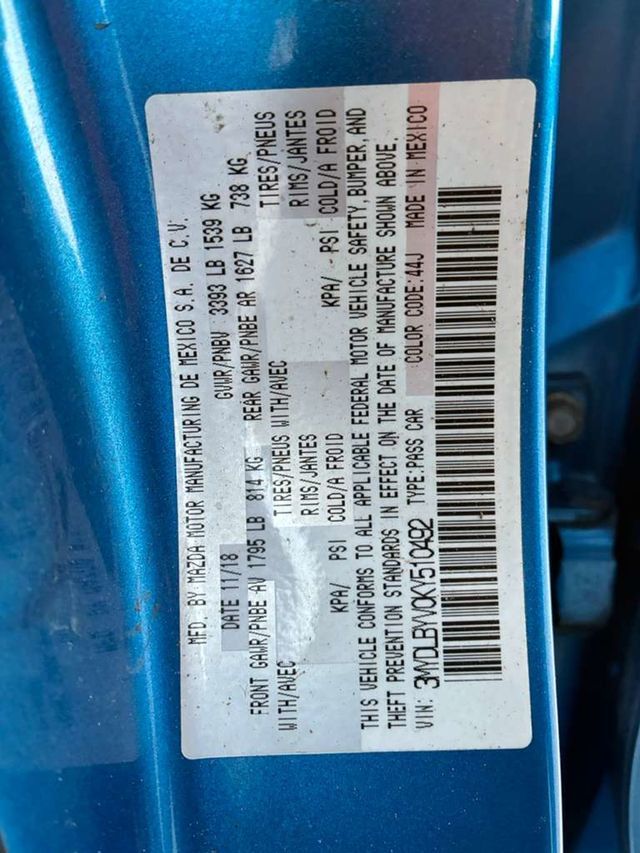 MFD. BY MAZDA MOTOR MANUFACTURING DE MEXICO S.A. DE C.V.
DATE 11/18 GVWR/PNBV 3393 LB 1539 KG
FRONT GAWR/PNBE AV 1795 LB 814 KG REAR GAWR/PNBE AR 1627 LB 738 KG
WITH/AVEC TIRES/PNEUS WITH/AVEC TIRES/PNEUS
RIMS/JANTES RIMS/JANTES
KPA/ PSI COLD/A FROID KPA/ - PSI COLD/A FROID
THIS VEHICLE CONFORMS TO ALL APPLICABLE FEDERAL MOTOR VEHICLE SAFETY, BUMPER, AND
THEFT PREVENTION STANDARDS IN EFFECT ON THE DATE OF MANUFACTURE SHOWN ABOVE.
VIN: 3MYDLBYV0KY510492 TYPE:PASS CAR COLOR CODE:44J MADE IN MEXICO